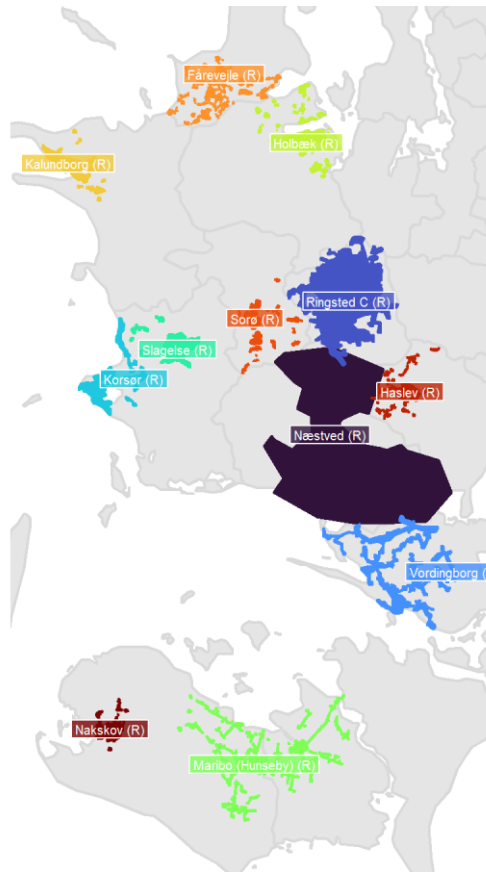 Fårevejle (R)
Holbæk (R)
Kalundborg (R)
Ringsted C (R)
Sorø (R)
Slagelse (R)
Korsør (R)
Haslev (R)
Næstved (R)
Vordingborg (
Nakskov (R)
Maribo (Hunseby) (R)